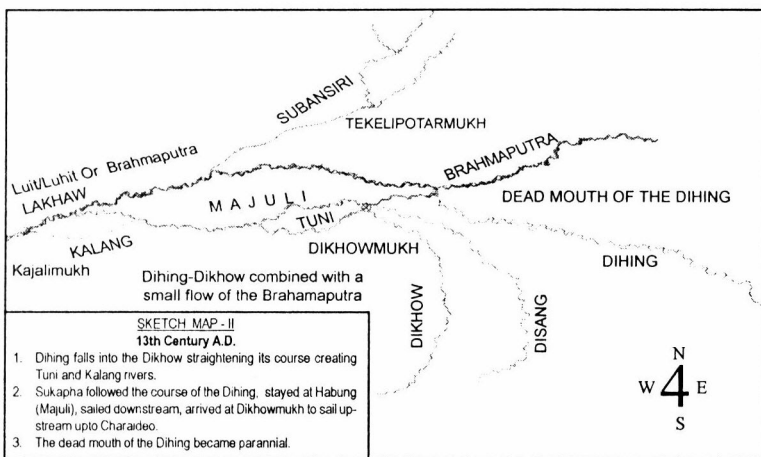 SUBANSIRI
TEKELIPOTARMUKH
Luit/Luhit Or Brahmaputra
LAKHAW
BRAHMAPUTRA
MAJULI
DEAD MOUTH OF THE DIHING
TUNI
KALANG
DIKHOWMUKH
Kajalimukh
DIHING
Dihing-Dikhow combined with a
small flow of the Brahamaputra
DIKHOW
DISANG
SKETCH MAP - II
13th Century A.D.
1. Dihing falls into the Dikhow straightening its course creating
Tuni and Kalang rivers.
2. Sukapha followed the course of the Dihing, stayed at Habung
(Majuli), sailed downstream, arrived at Dikhowmukh to sail up-
stream upto Charaideo.
3. The dead mouth of the Dihing became parannial.
N
W E
S